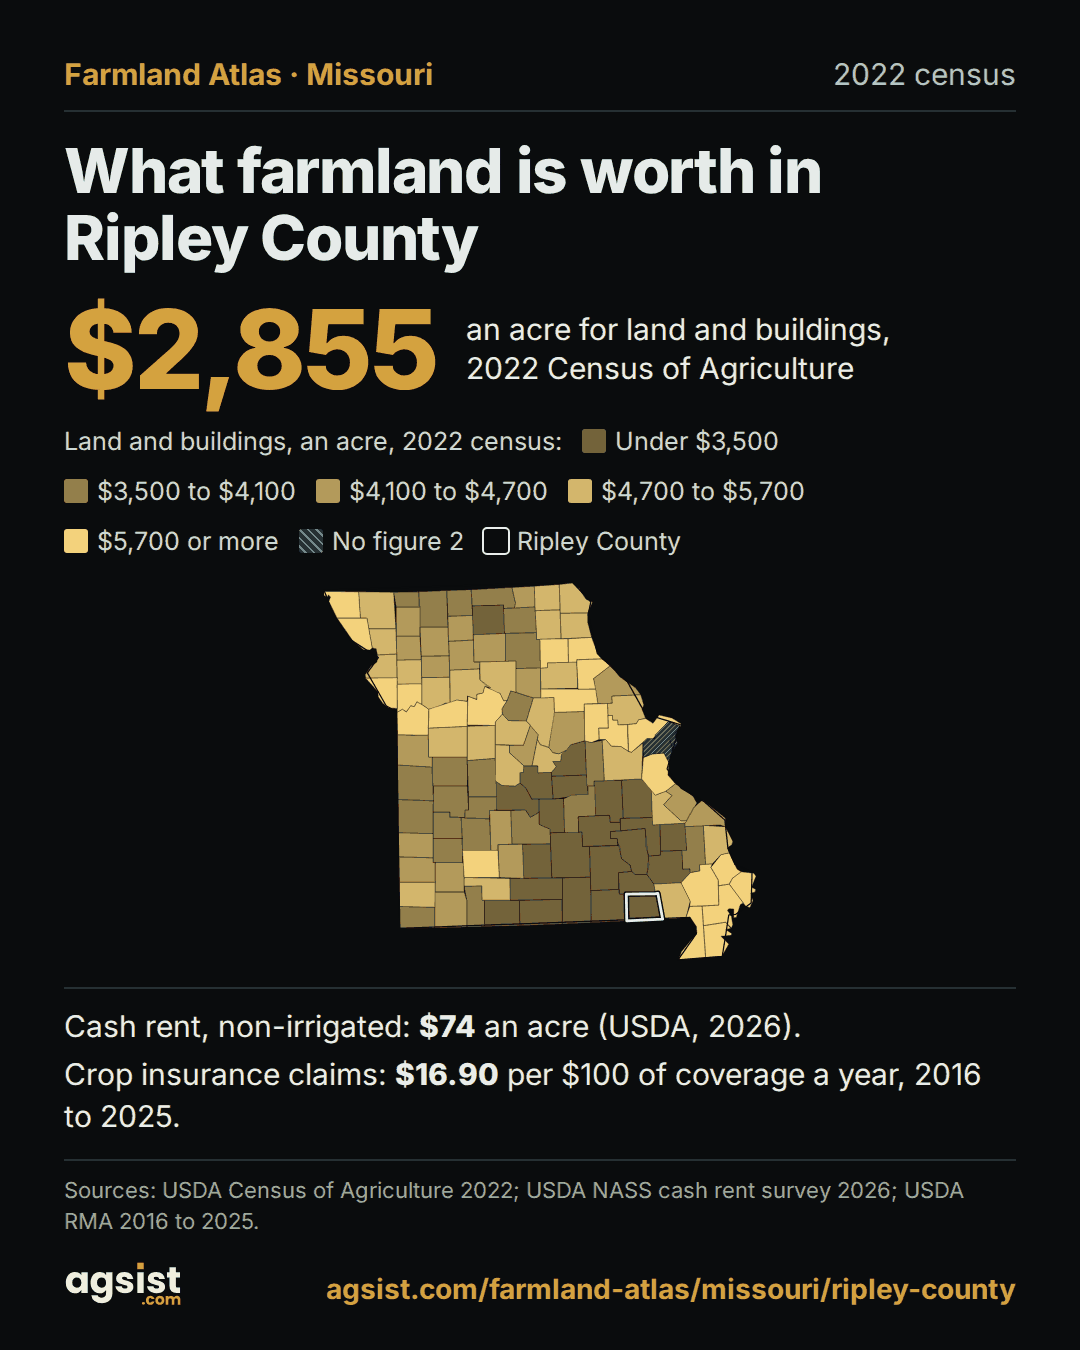 Farmland Atlas · Missouri
2022 census
What farmland is worth in
Ripley County
$2,855
an acre for land and buildings,
2022 Census of Agriculture
Land and buildings, an acre, 2022 census: Under $3,500
$3,500 to $4,100 $4,100 to $4,700 $4,700 to $5,700
$5,700 or more No figure 2 Ripley County
Cash rent, non-irrigated: $74 an acre (USDA, 2026).
Crop insurance claims: $16.90 per $100 of coverage a year, 2016
to 2025.
Sources: USDA Census of Agriculture 2022; USDA NASS cash rent survey 2026; USDA
RMA 2016 to 2025.
agsist
.com
agsist.com/farmland-atlas/missouri/ripley-county